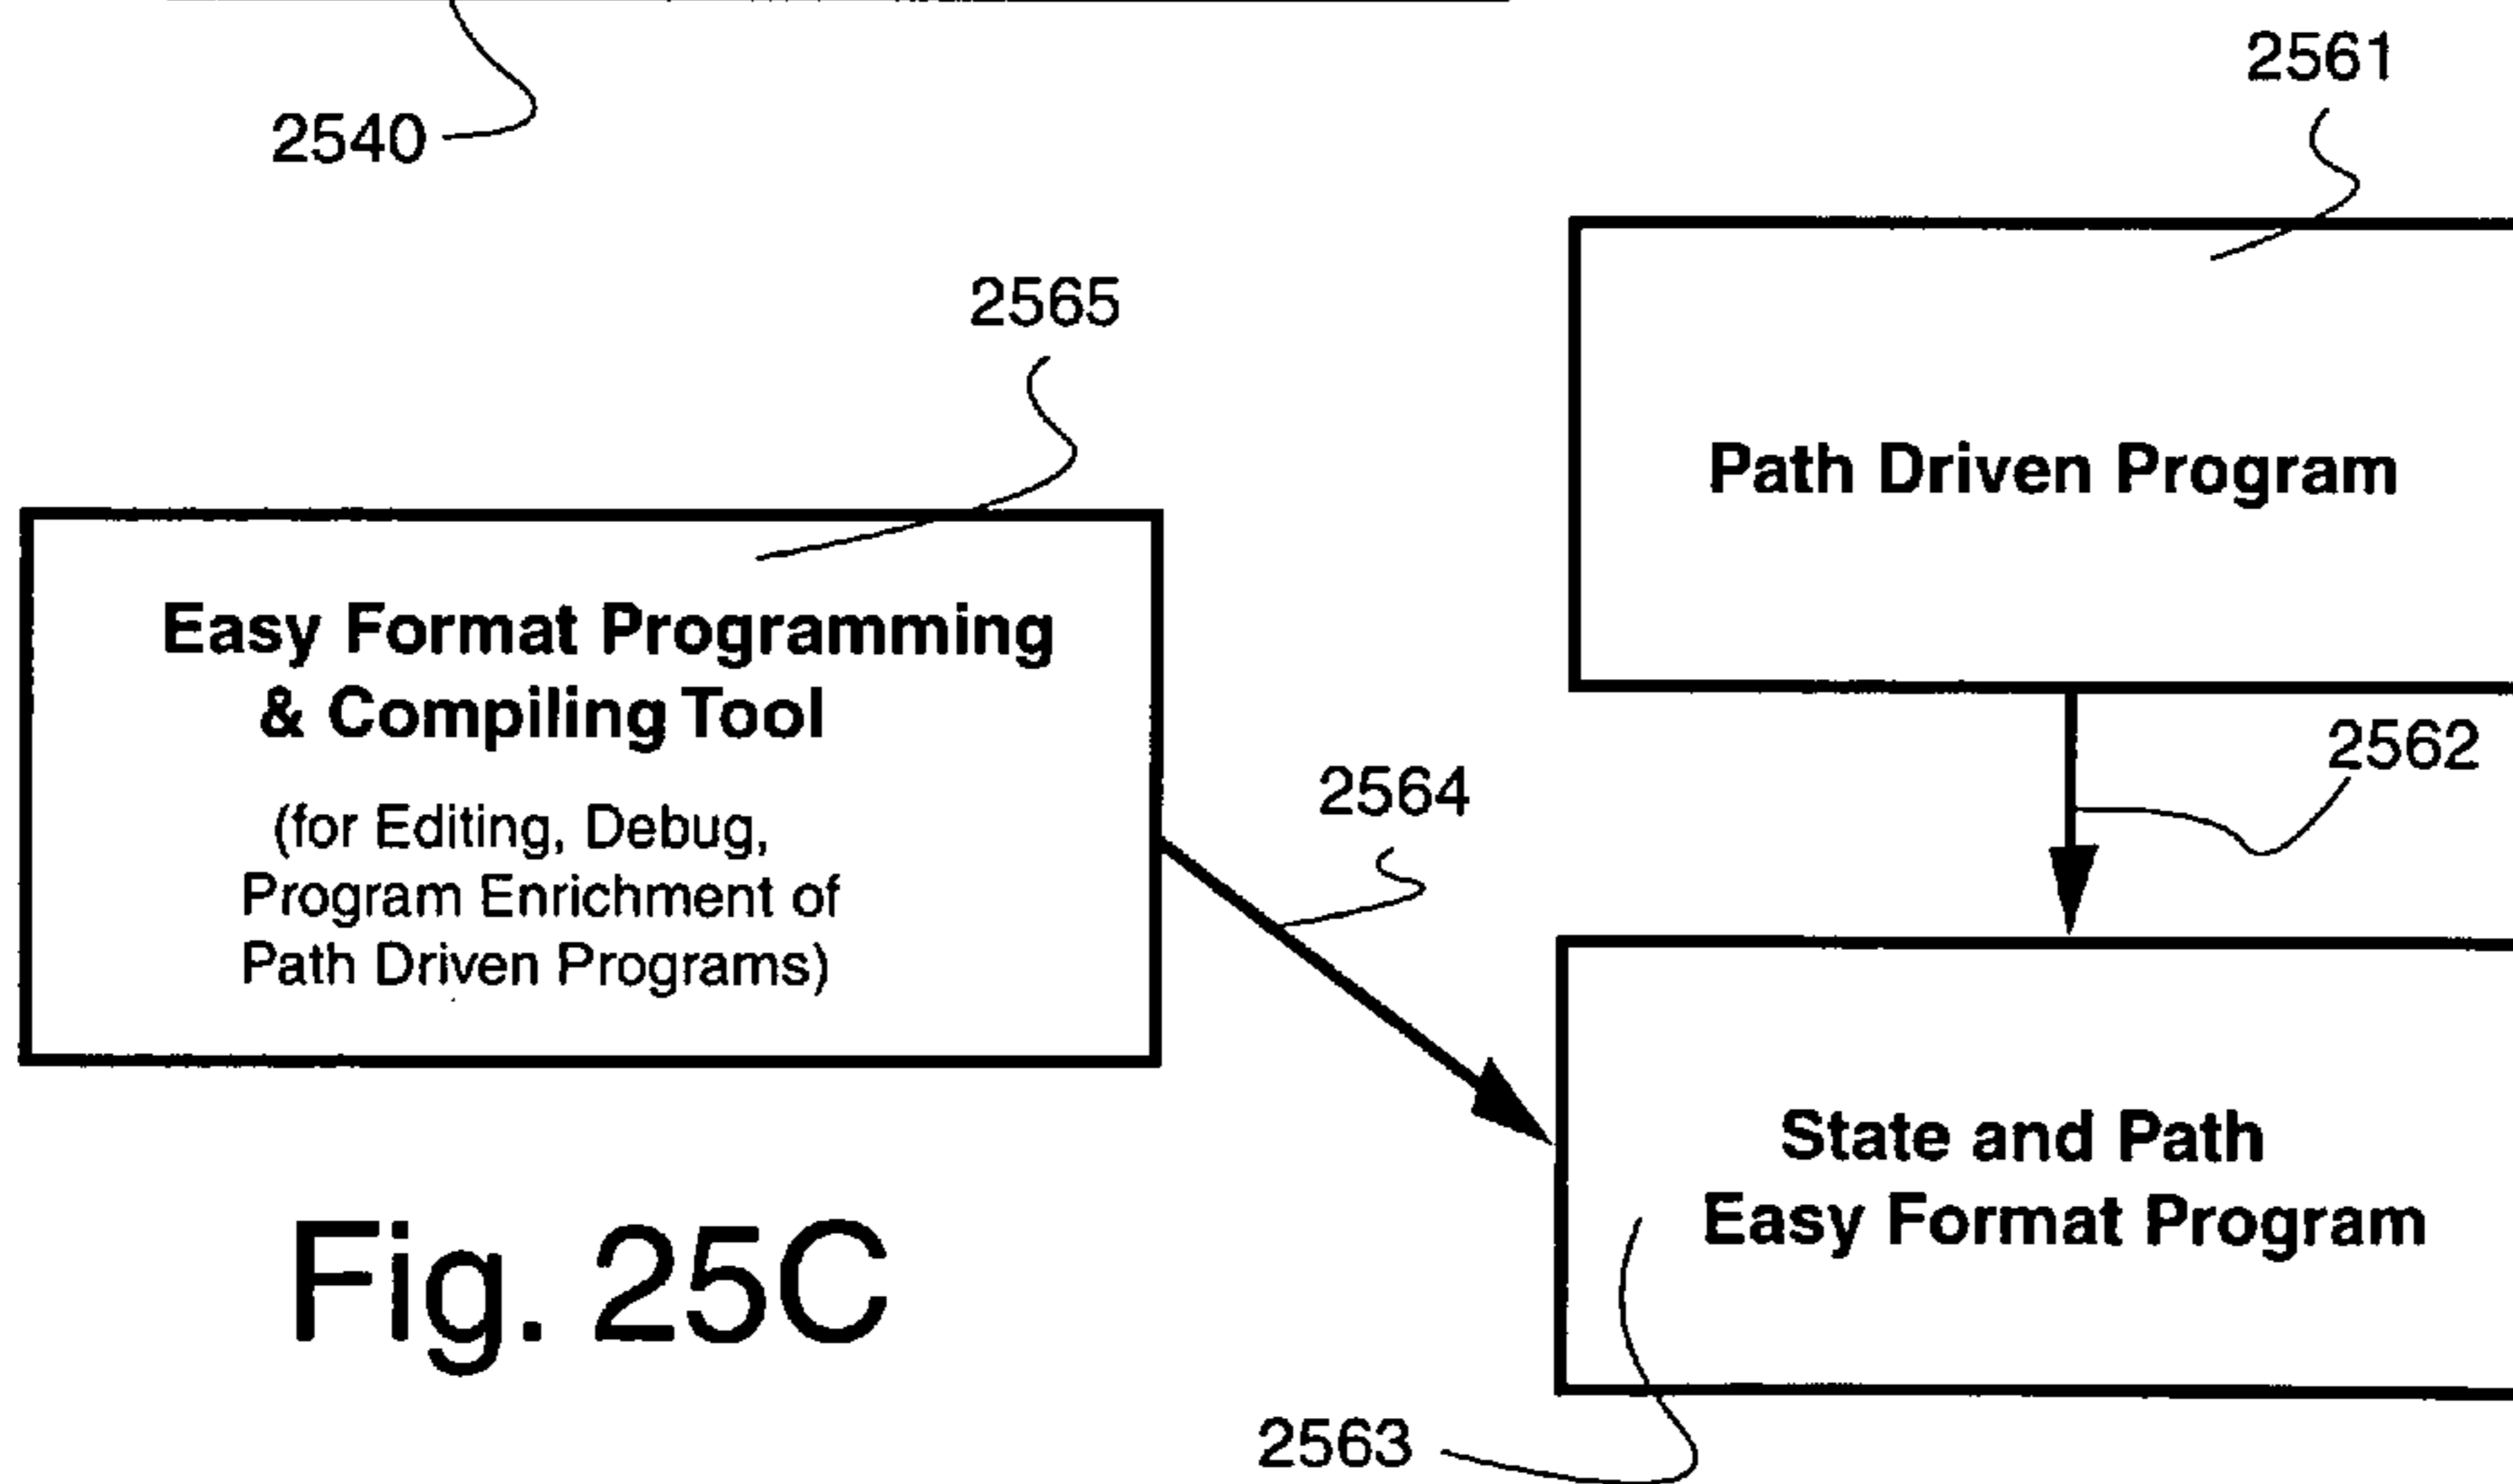 2561
2540
2565
Path Driven Program
Easy Format Programming
& Compiling Tool
(for Editing, Debug,
Program Enrichment of
Path Driven Programs)
2562
2564
State and Path
Easy Format Program
Fig. 25C
2563